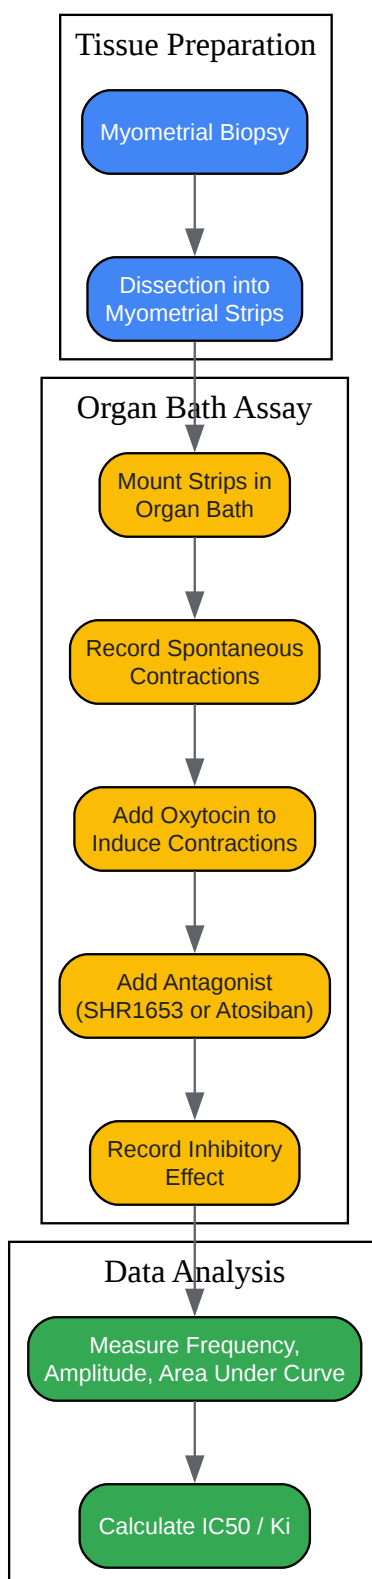 Tissue Preparation
Myometrial Biopsy
Dissection into
Myometrial Strips
Organ Bath Assay
Mount Strips in
Organ Bath
Record Spontaneous
Contractions
Add Oxytocin to
Induce Contractions
Add Antagonist
(SHR1653 or Atosiban)
Record Inhibitory
Effect
Data Analysis
Measure Frequency,
Amplitude, Area Under Curve
Calculate IC50 / Ki